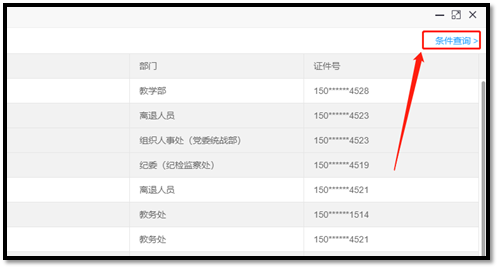 条件查询 >
部门 证件号
教学部 150******4528
离退人员 150******4523
组织人事处（党委统战部） 150******4523
纪委（纪检监察处） 150******4519
离退人员 150******4521
教务处 150******1514
教务处 150******4521